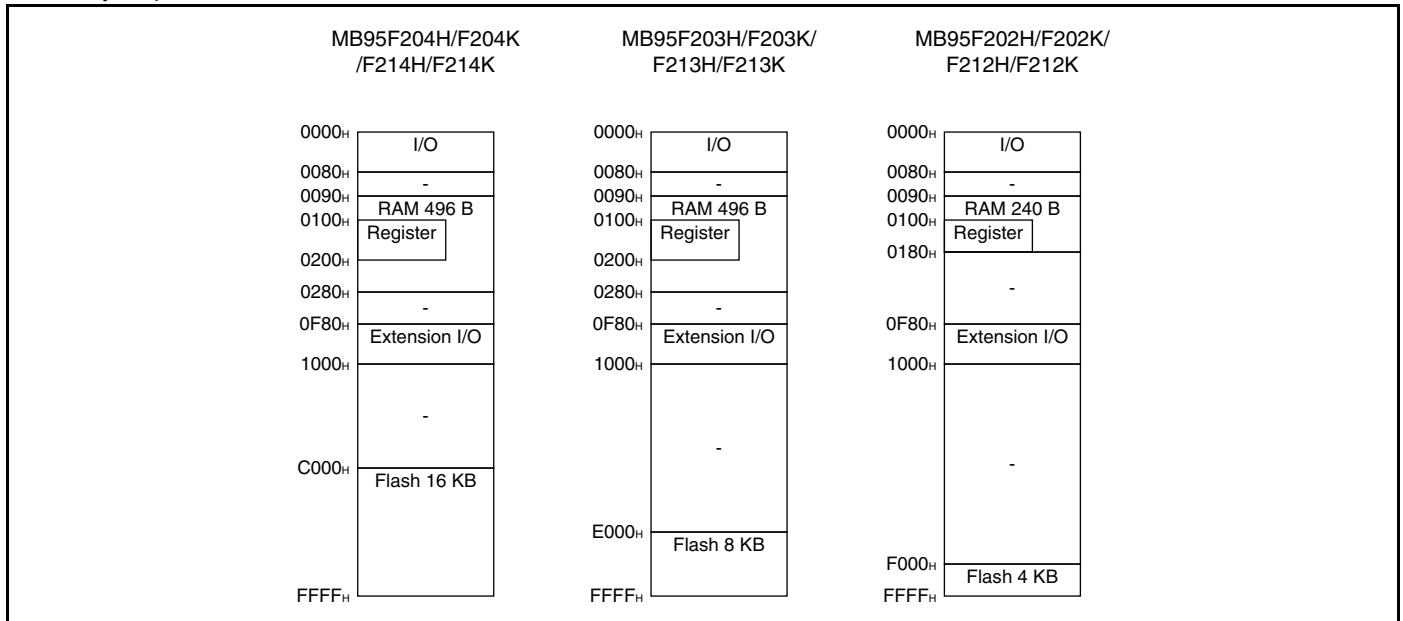 MB95F204H/F204K
/F214H/F214K
0000H
I/O
0080H
-
0090H
RAM 496 B
0100H
Register
0200H
0280H
-
0F80H
Extension I/O
1000H
-
C000H
Flash 16 KB
FFFFH
MB95F203H/F203K/
F213H/F213K
0000H
I/O
0080H
-
0090H
RAM 496 B
0100H
Register
0200H
0280H
-
0F80H
Extension I/O
1000H
-
E000H
Flash 8 KB
FFFFH
MB95F202H/F202K/
F212H/F212K
0000H
I/O
0080H
-
0090H
RAM 240 B
0100H
Register
0180H
-
0F80H
Extension I/O
1000H
-
F000H
Flash 4 KB
FFFFH